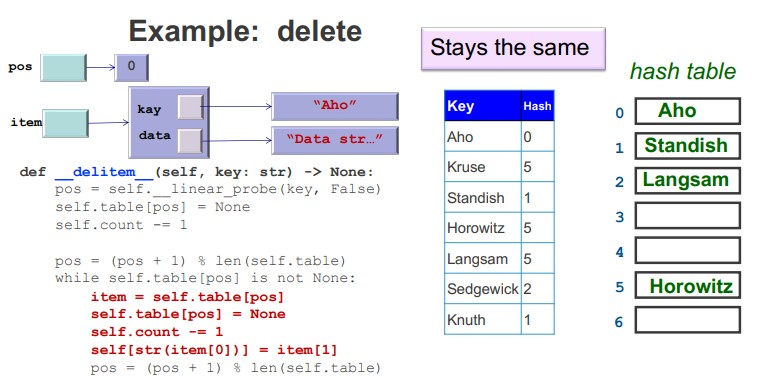 Example:  delete
Stays the same
hash table
pos
0
item
kay
data
“Aho”
“Data str…”
def __delitem__(self, key: str) -> None:
pos = self.__linear_probe(key, False)
self.table[pos] = None
self.count -= 1
pos = (pos + 1) % len(self.table)
while self.table[pos] is not None:
item = self.table[pos]
self.table[pos] = None
self.count -= 1
self[str(item[0])] = item[1]
pos = (pos + 1) % len(self.table)
Key Hash
Aho 0
Kruse 5
Standish 1
Horowitz 5
Langsam 5
Sedgewick 2
Knuth 1
0 Aho
1 Standish
2 Langsam
3
4
5 Horowitz
6